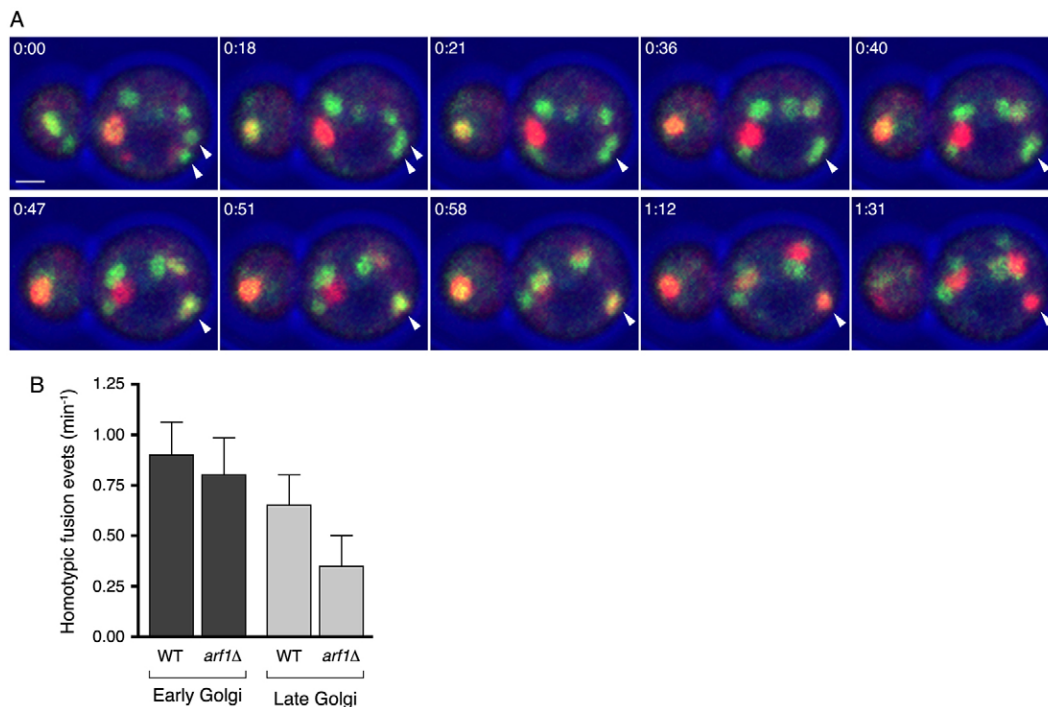 A
0:00 0:18 0:21 0:36 0:40
0:47 0:51 0:58 1:12 1:31
B
Homotypic fusion evets (min⁻¹)
1.25
1.00
0.75
0.50
0.25
0.00
WT arf1Δ WT arf1Δ
Early Golgi Late Golgi